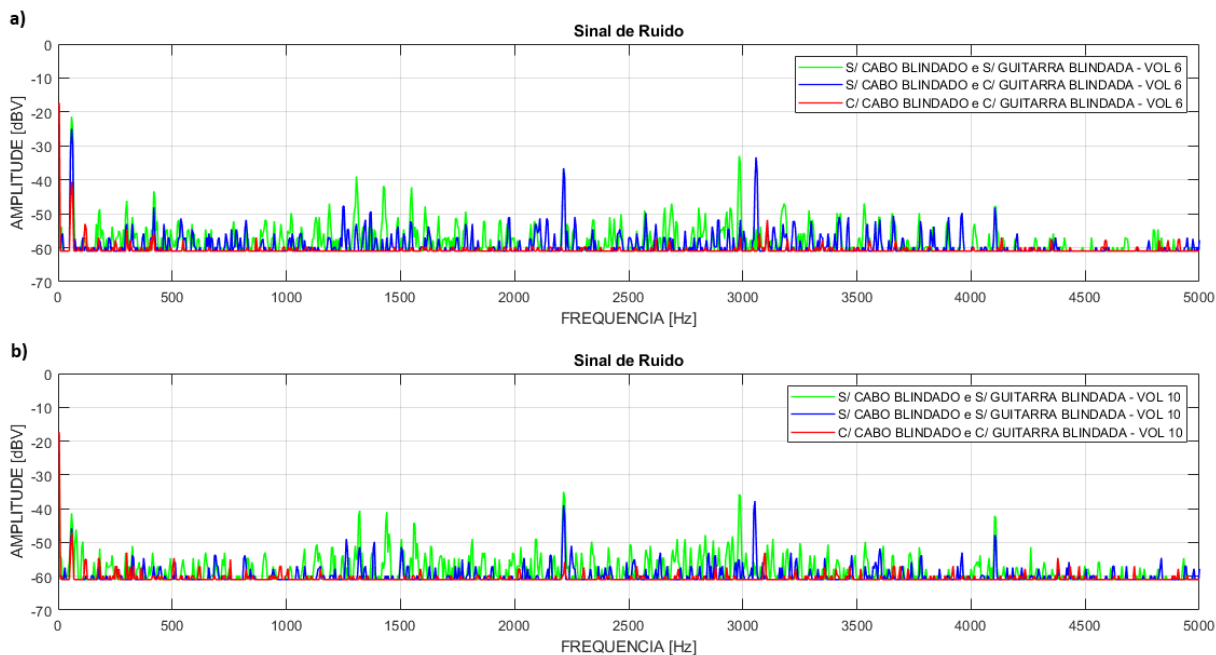 a)
Sinal de Ruido
0
-10
-20
-30
-40
-50
-60
-70
AMPLITUDE [dBV]
S/ CABO BLINDADO e S/ GUITARRA BLINDADA - VOL 6
S/ CABO BLINDADO e C/ GUITARRA BLINDADA - VOL 6
C/ CABO BLINDADO e C/ GUITARRA BLINDADA - VOL 6
0 500 1000 1500 2000 2500 3000 3500 4000 4500 5000
FREQUENCIA [Hz]
b)
Sinal de Ruido
0
-10
-20
-30
-40
-50
-60
-70
AMPLITUDE [dBV]
S/ CABO BLINDADO e S/ GUITARRA BLINDADA - VOL 10
S/ CABO BLINDADO e S/ GUITARRA BLINDADA - VOL 10
C/ CABO BLINDADO e C/ GUITARRA BLINDADA - VOL 10
0 500 1000 1500 2000 2500 3000 3500 4000 4500 5000
FREQUENCIA [Hz]